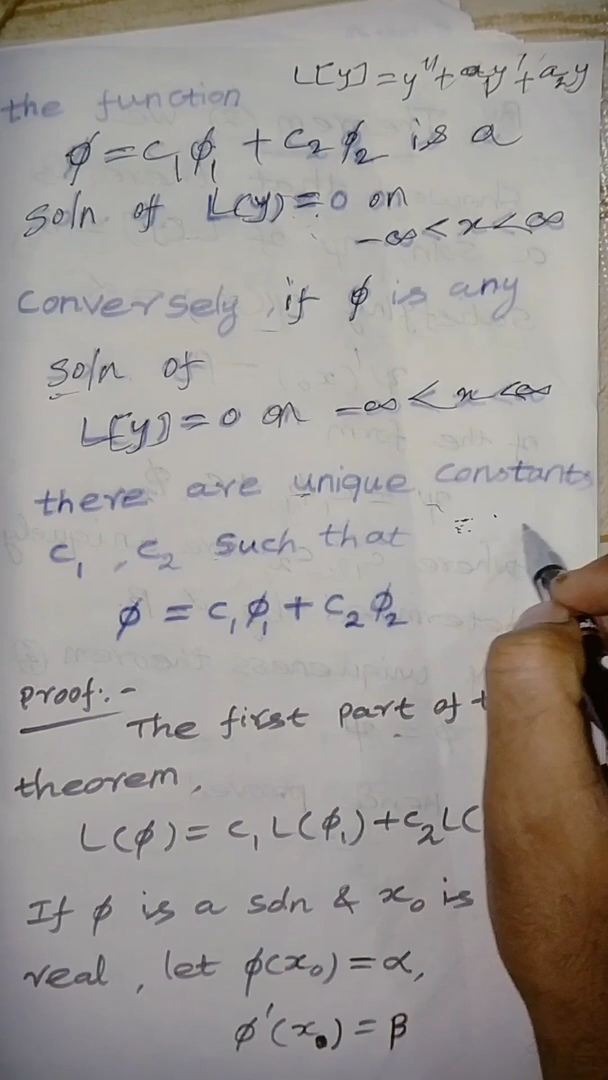 L[y] = y'' + a₁y' + a₂y
the function
ϕ = c₁ϕ₁ + c₂ϕ₂ is a
soln of L(y) = 0 on
-∞ < x < ∞
conversely, if ϕ is any
soln of
L[y] = 0 on -∞ < x < ∞
there are unique constants
c₁, c₂ such that
ϕ = c₁ϕ₁ + c₂ϕ₂
proof:-
The first part of
theorem,
L(ϕ) = c₁L(ϕ₁) + c₂L(
If ϕ is a soln & x₀ is
real, let ϕ(x₀) = α,
ϕ'(x₀) = β